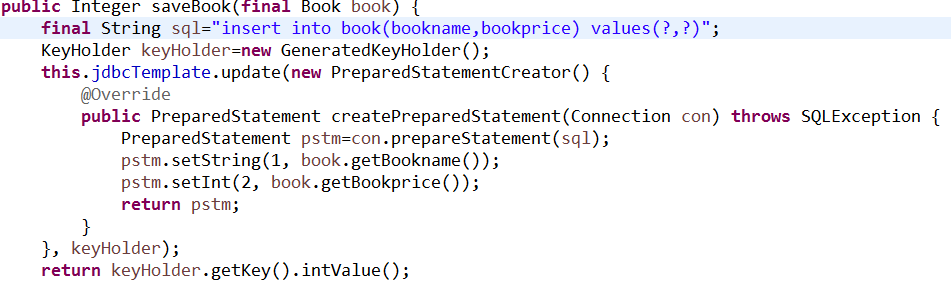 public Integer saveBook(final Book book) {
    final String sql="insert into book(bookname,bookprice) values(?,?)";
    KeyHolder keyHolder=new GeneratedKeyHolder();
    this.jdbcTemplate.update(new PreparedStatementCreator() {
        @Override
        public PreparedStatement createPreparedStatement(Connection con) throws SQLException {
            PreparedStatement pstm=con.prepareStatement(sql);
            pstm.setString(1, book.getBookname());
            pstm.setInt(2, book.getBookprice());
            return pstm;
        }
    }, keyHolder);
    return keyHolder.getKey().intValue();